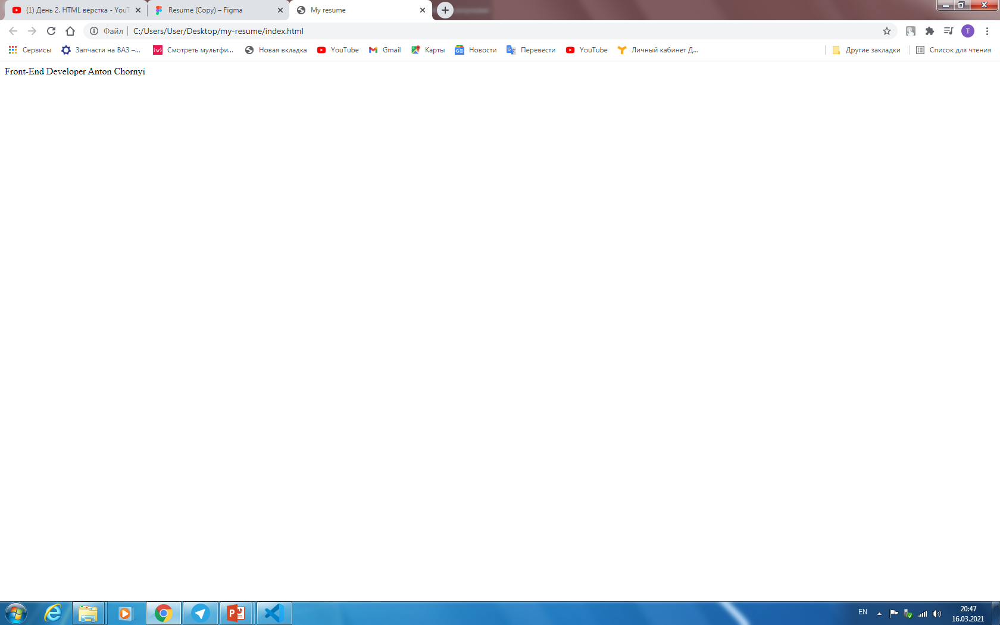 (1) День 2. HTML вёрстка - YouT
Resume (Copy) – Figma
My resume
Файл
C:/Users/User/Desktop/my-resume/index.html
T
Сервисы
Запчасти на ВАЗ –...
ivi
Смотреть мультфи...
Новая вкладка
YouTube
Gmail
Карты
Новости
Перевести
YouTube
Личный кабинет Д...
Другие закладки
Список для чтения
Front-End Developer Anton Chornyi
EN
20:47
16.03.2021